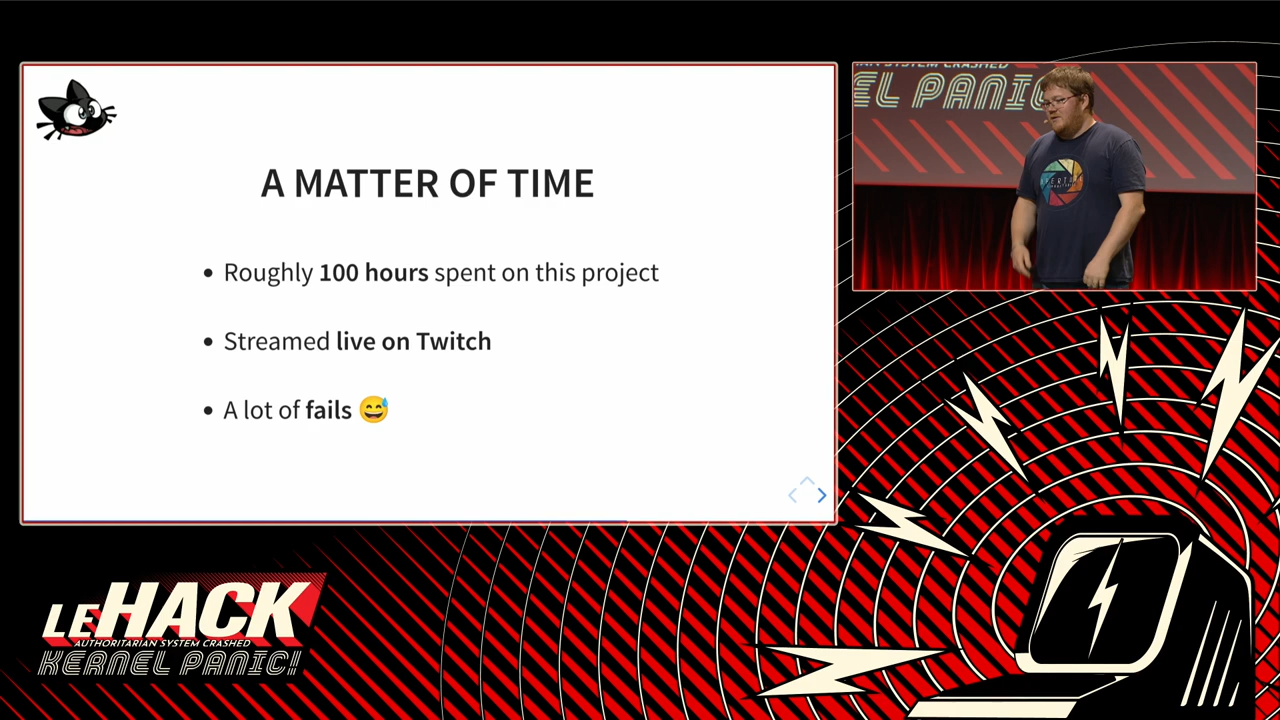 A MATTER OF TIME
Roughly 100 hours spent on this project
Streamed live on Twitch
A lot of fails 😅
EL PANIC
LEHACK
AUTHORITARIAN SYSTEM CRASHED
KERNEL PANIC!